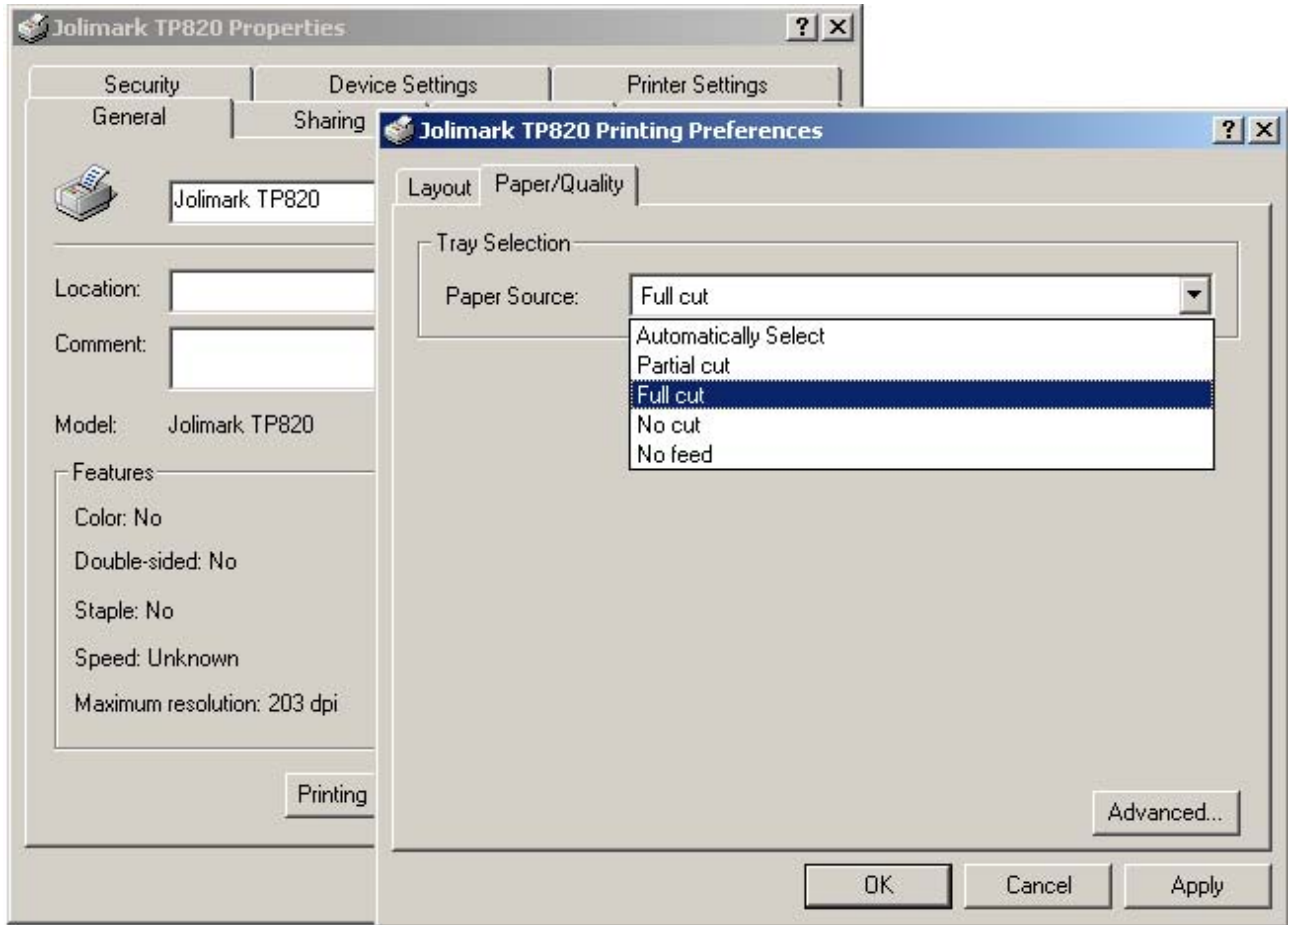 Jolimark TP820 Properties
Security Device Settings Printer Settings
General Sharing
Jolimark TP820
Location:
Comment:
Model: Jolimark TP820
Features
Color: No
Double-sided: No
Staple: No
Speed: Unknown
Maximum resolution: 203 dpi
Printing
Jolimark TP820 Printing Preferences
Layout Paper/Quality
Tray Selection
Paper Source: Full cut
Automatically Select
Partial cut
Full cut
No cut
No feed
Advanced...
OK Cancel Apply